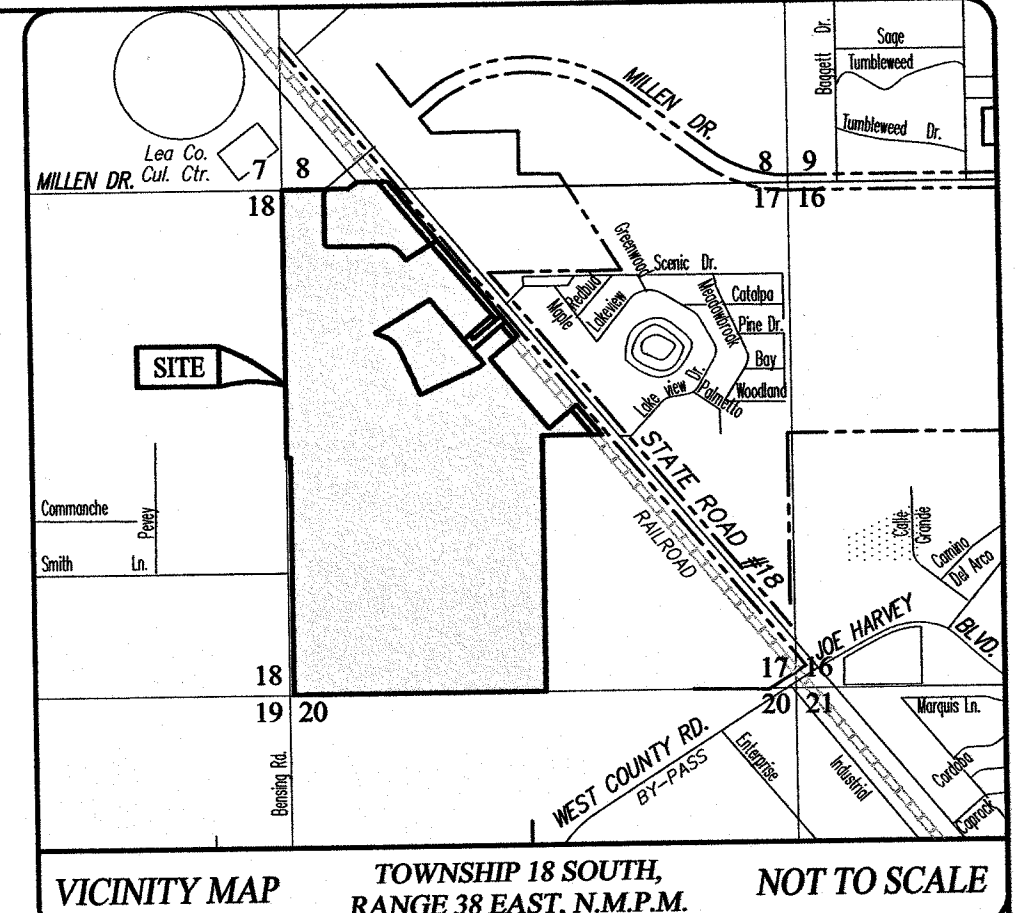 Baggett Dr.
Sage
Tumbleweed
Tumbleweed Dr.
MILLEN DR.
Lea Co.
Cul. Ctr.
MILLEN DR.
7 8
18
8 9
17 16
Greenwood
Scenic Dr.
Redbud
Maple
Lakeview
Meadowbrook
Catalpa
Pine Dr.
Bay
Woodland
Lake view Dr.
Palmetto
SITE
STATE ROAD #18
RAILROAD
Commanche
Pevey
Smith Ln.
Calle Grande
Camino Del Arco
JOE HARVEY BLVD.
18
19 20
17 16
20 21
Marquis Ln.
Cordoba
Caprock
Bensing Rd.
WEST COUNTY RD.
BY-PASS
Enterprise
Industrial
VICINITY MAP
TOWNSHIP 18 SOUTH,
RANGE 38 EAST, N.M.P.M.
NOT TO SCALE